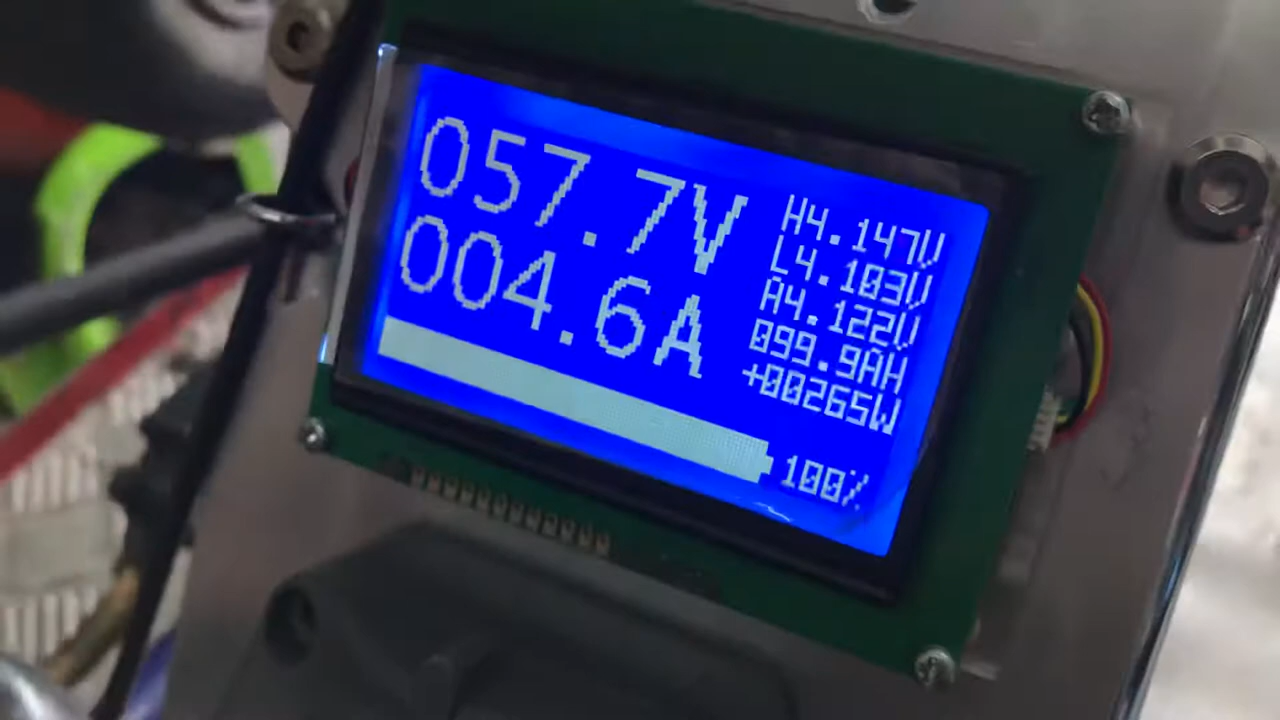 057.7V
004.6A
H4.147V
L4.103V
A4.122V
099.9AH
+00265W
100%